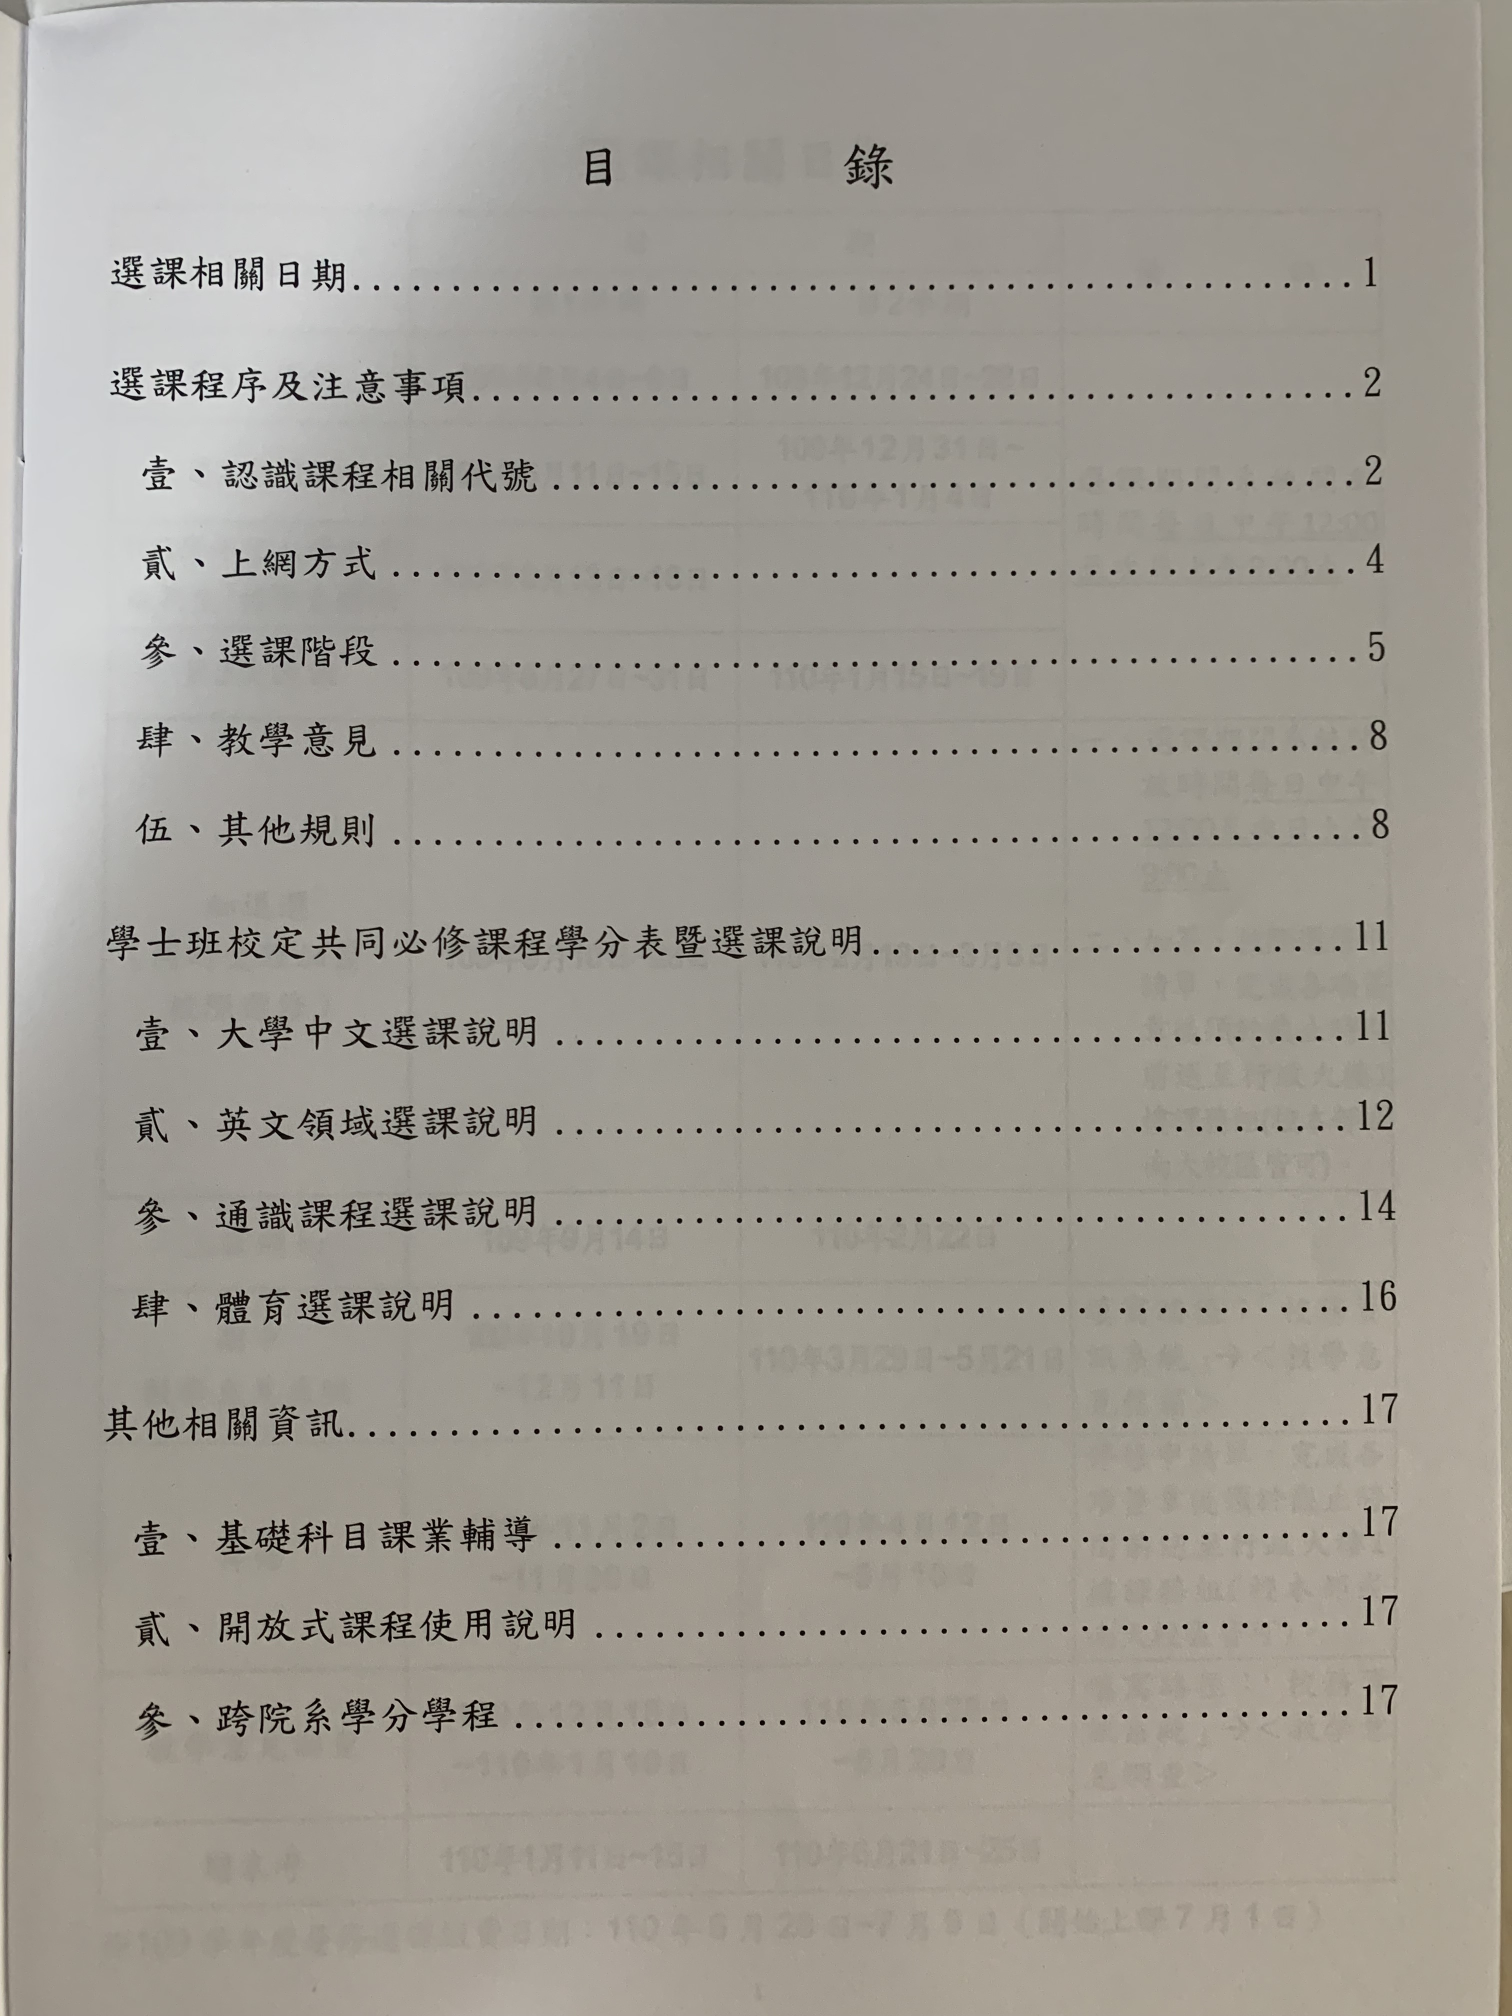 目 錄
選課相關日期..................................................1
選課程序及注意事項............................................2
壹、認識課程相關代號........................................2
貳、上網方式................................................4
參、選課階段................................................5
肆、教學意見................................................8
伍、其他規則................................................8
學士班校定共同必修課程學分表暨選課說明........................11
壹、大學中文選課說明.......................................11
貳、英文領域選課說明.......................................12
參、通識課程選課說明.......................................14
肆、體育選課說明...........................................16
其他相關資訊..................................................17
壹、基礎科目課業輔導.......................................17
貳、開放式課程使用說明.....................................17
參、跨院系學分學程.........................................17